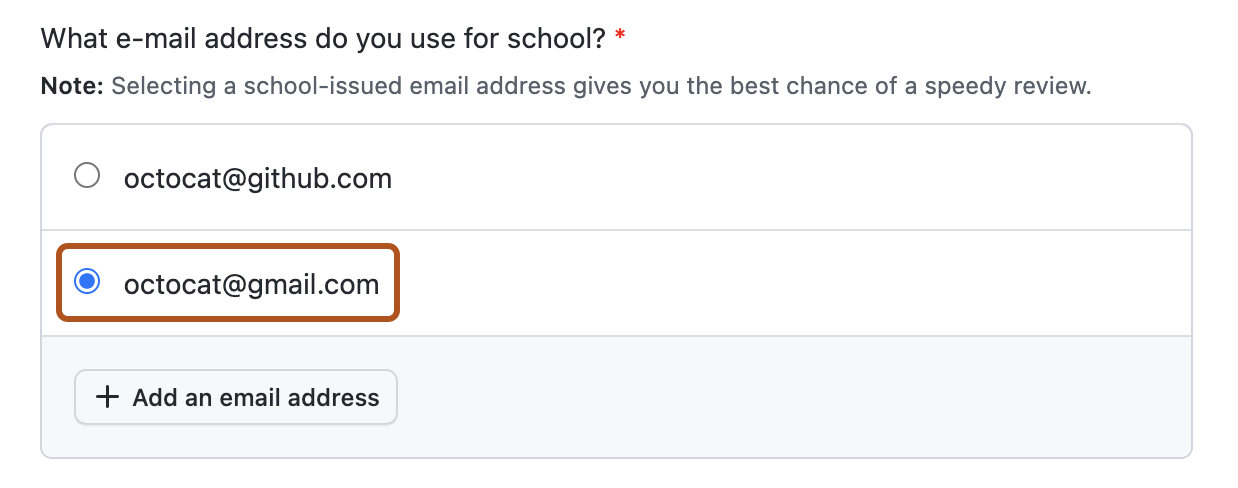 What e-mail address do you use for school? *
Note: Selecting a school-issued email address gives you the best chance of a speedy review.
octocat@github.com
octocat@gmail.com
+ Add an email address